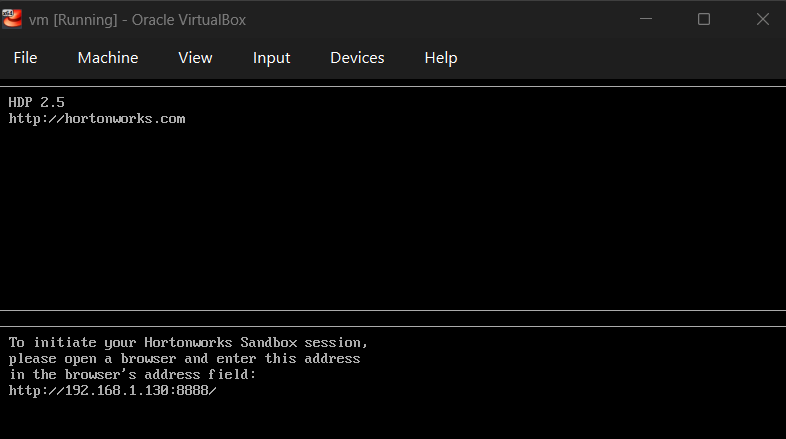 x64
vm [Running] - Oracle VirtualBox
File Machine View Input Devices Help
HDP 2.5
http://hortonworks.com
To initiate your Hortonworks Sandbox session,
please open a browser and enter this address
in the browser's address field:
http://192.168.1.130:8888/